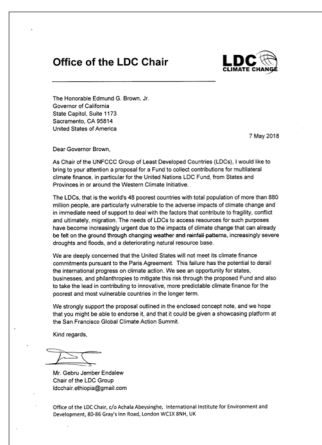 Office of the LDC Chair
LDC
CLIMATE CHANGE
The Honorable Edmund G. Brown, Jr.
Governor of California
State Capitol, Suite 1173
Sacramento, CA 95814
United States of America
7 May 2018
Dear Governor Brown,
As Chair of the UNFCCC Group of Least Developed Countries (LDCs), I would like to
bring to your attention a proposal for a Fund to collect contributions for multilateral
climate finance, in particular for the United Nations LDC Fund, from States and
Provinces in or around the Western Climate Initiative.
The LDCs, that is the world's 48 poorest countries with total population of more than 880
million people, are particularly vulnerable to the adverse impacts of climate change and
in immediate need of support to deal with the factors that contribute to fragility, conflict
and ultimately, migration. The needs of LDCs to access resources for such purposes
have become increasingly urgent due to the impacts of climate change that can already
be felt on the ground through changing weather and rainfall patterns, increasingly severe
droughts and floods, and a deteriorating natural resource base.
We are deeply concerned that the United States will not meet its climate finance
commitments pursuant to the Paris Agreement. This failure has the potential to derail
the international progress on climate action. We see an opportunity for states,
businesses, and philanthropies to mitigate this risk through the proposed Fund and also
to take the lead in contributing to innovative, more predictable climate finance for the
poorest and most vulnerable countries in the longer term.
We strongly support the proposal outlined in the enclosed concept note, and we hope
that you might be able to endorse it, and that it could be given a showcasing platform at
the San Francisco Global Climate Action Summit.
Kind regards,
Mr. Gebru Jember Endalew
Chair of the LDC Group
ldcchair.ethiopia@gmail.com
Office of the LDC Chair, c/o Achala Abeysinghe, International Institute for Environment and
Development, 80-86 Gray's Inn Road, London WC1X 8NH, UK